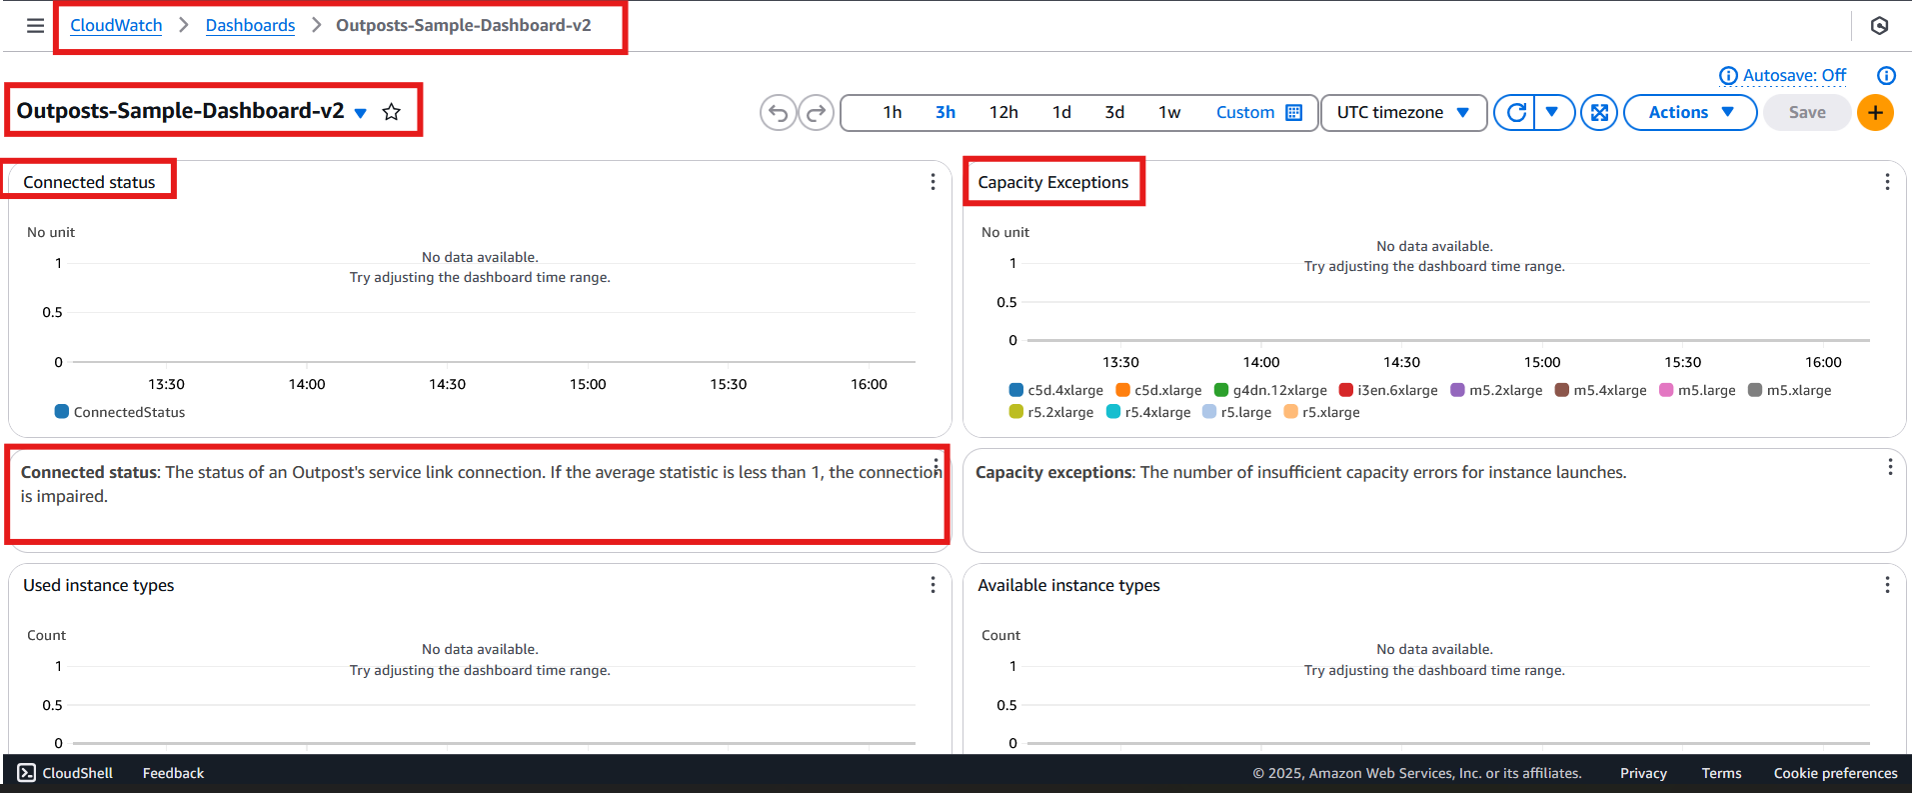 CloudWatch > Dashboards > Outposts-Sample-Dashboard-v2
Autosave: Off
Outposts-Sample-Dashboard-v2
1h 3h 12h 1d 3d 1w Custom UTC timezone Actions Save
Connected status
No unit
No data available.
Try adjusting the dashboard time range.
1
0.5
0
13:30 14:00 14:30 15:00 15:30 16:00
ConnectedStatus
Capacity Exceptions
No unit
No data available.
Try adjusting the dashboard time range.
1
0.5
0
13:30 14:00 14:30 15:00 15:30 16:00
c5d.4xlarge c5d.xlarge g4dn.12xlarge i3en.6xlarge m5.2xlarge m5.4xlarge m5.large m5.xlarge
r5.2xlarge r5.4xlarge r5.large r5.xlarge
Connected status: The status of an Outpost's service link connection. If the average statistic is less than 1, the connection
is impaired.
Capacity exceptions: The number of insufficient capacity errors for instance launches.
Used instance types
Count
No data available.
Try adjusting the dashboard time range.
1
0.5
0
Available instance types
Count
No data available.
Try adjusting the dashboard time range.
1
0.5
0
CloudShell Feedback © 2025, Amazon Web Services, Inc. or its affiliates. Privacy Terms Cookie preferences